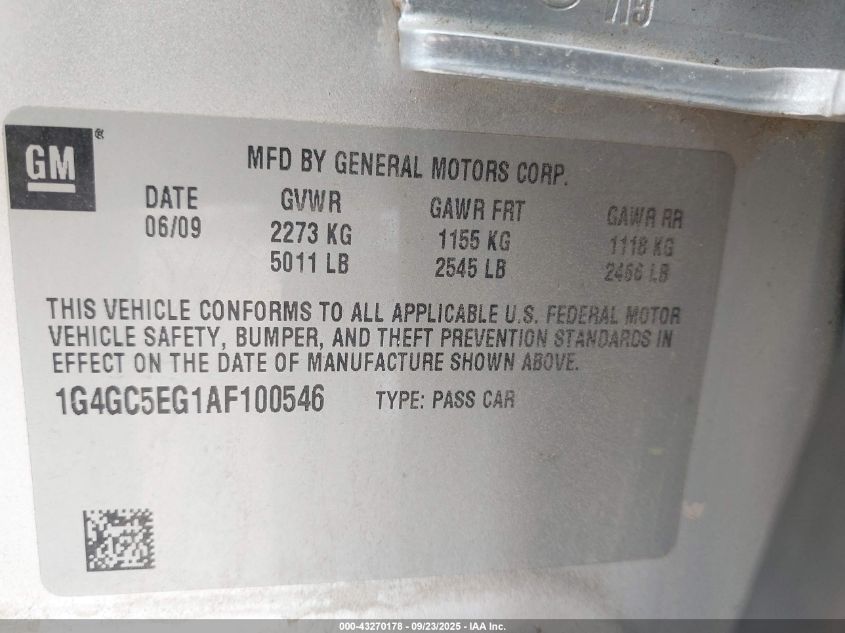 GM ®
MFD BY GENERAL MOTORS CORP.
DATE GVWR GAWR FRT GAWR RR
06/09 2273 KG 1155 KG 1118 KG
5011 LB 2545 LB 2466 LB
THIS VEHICLE CONFORMS TO ALL APPLICABLE U.S. FEDERAL MOTOR
VEHICLE SAFETY, BUMPER, AND THEFT PREVENTION STANDARDS IN
EFFECT ON THE DATE OF MANUFACTURE SHOWN ABOVE.
1G4GC5EG1AF100546 TYPE: PASS CAR
000-43270178 - 09/23/2025 - IAA Inc.